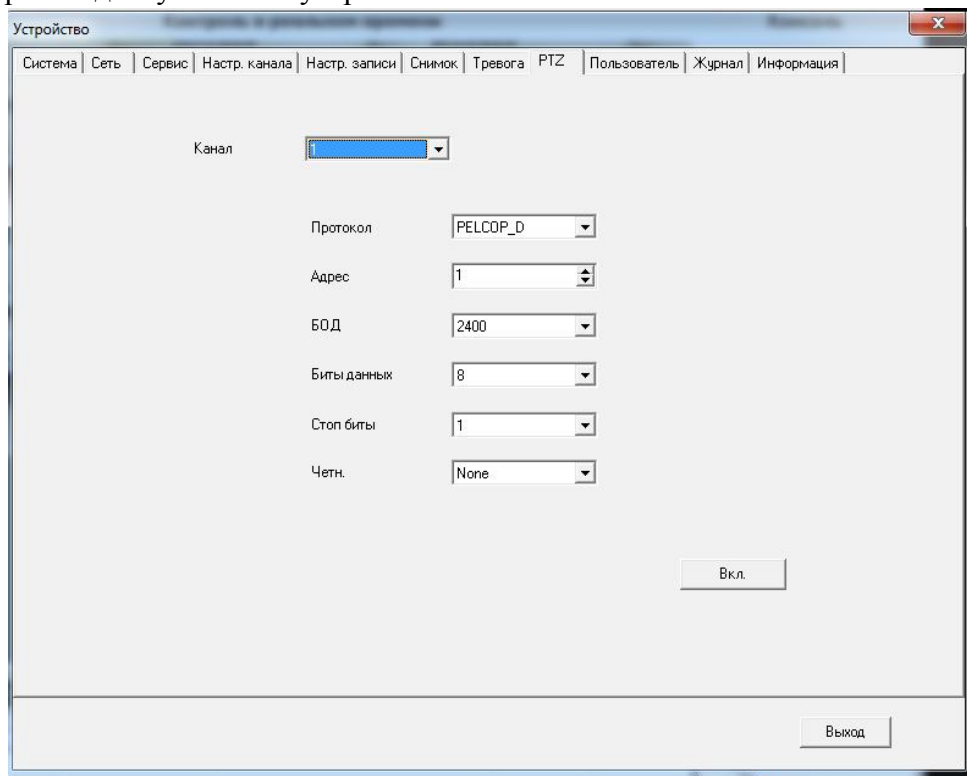 Устройство
Система Сеть Сервис Настр. канала Настр. записи Снимок Тревога PTZ Пользователь Журнал Информация
Канал 1
Протокол PELCOP_D
Адрес 1
БОД 2400
Биты данных 8
Стоп биты 1
Четн. None
Вкл.
Выход